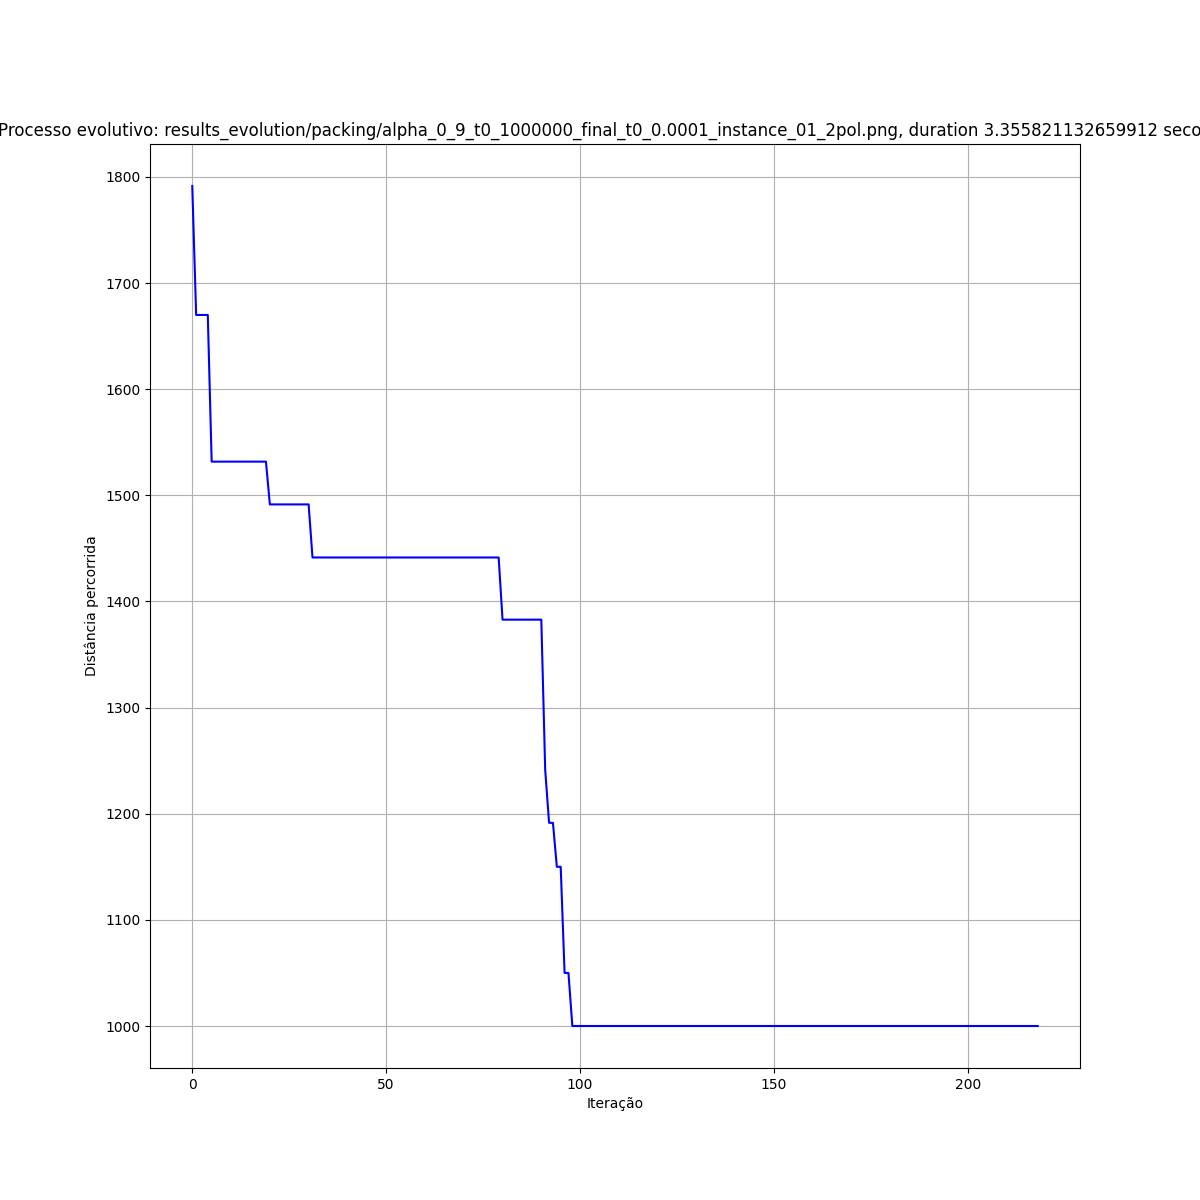 Processo evolutivo: results_evolution/packing/alpha_0_9_t0_1000000_final_t0_0.0001_instance_01_2pol.png, duration 3.355821132659912 seco
1800
1700
1600
1500
1400
1300
1200
1100
1000
Distância percorrida
0 50 100 150 200
Iteração